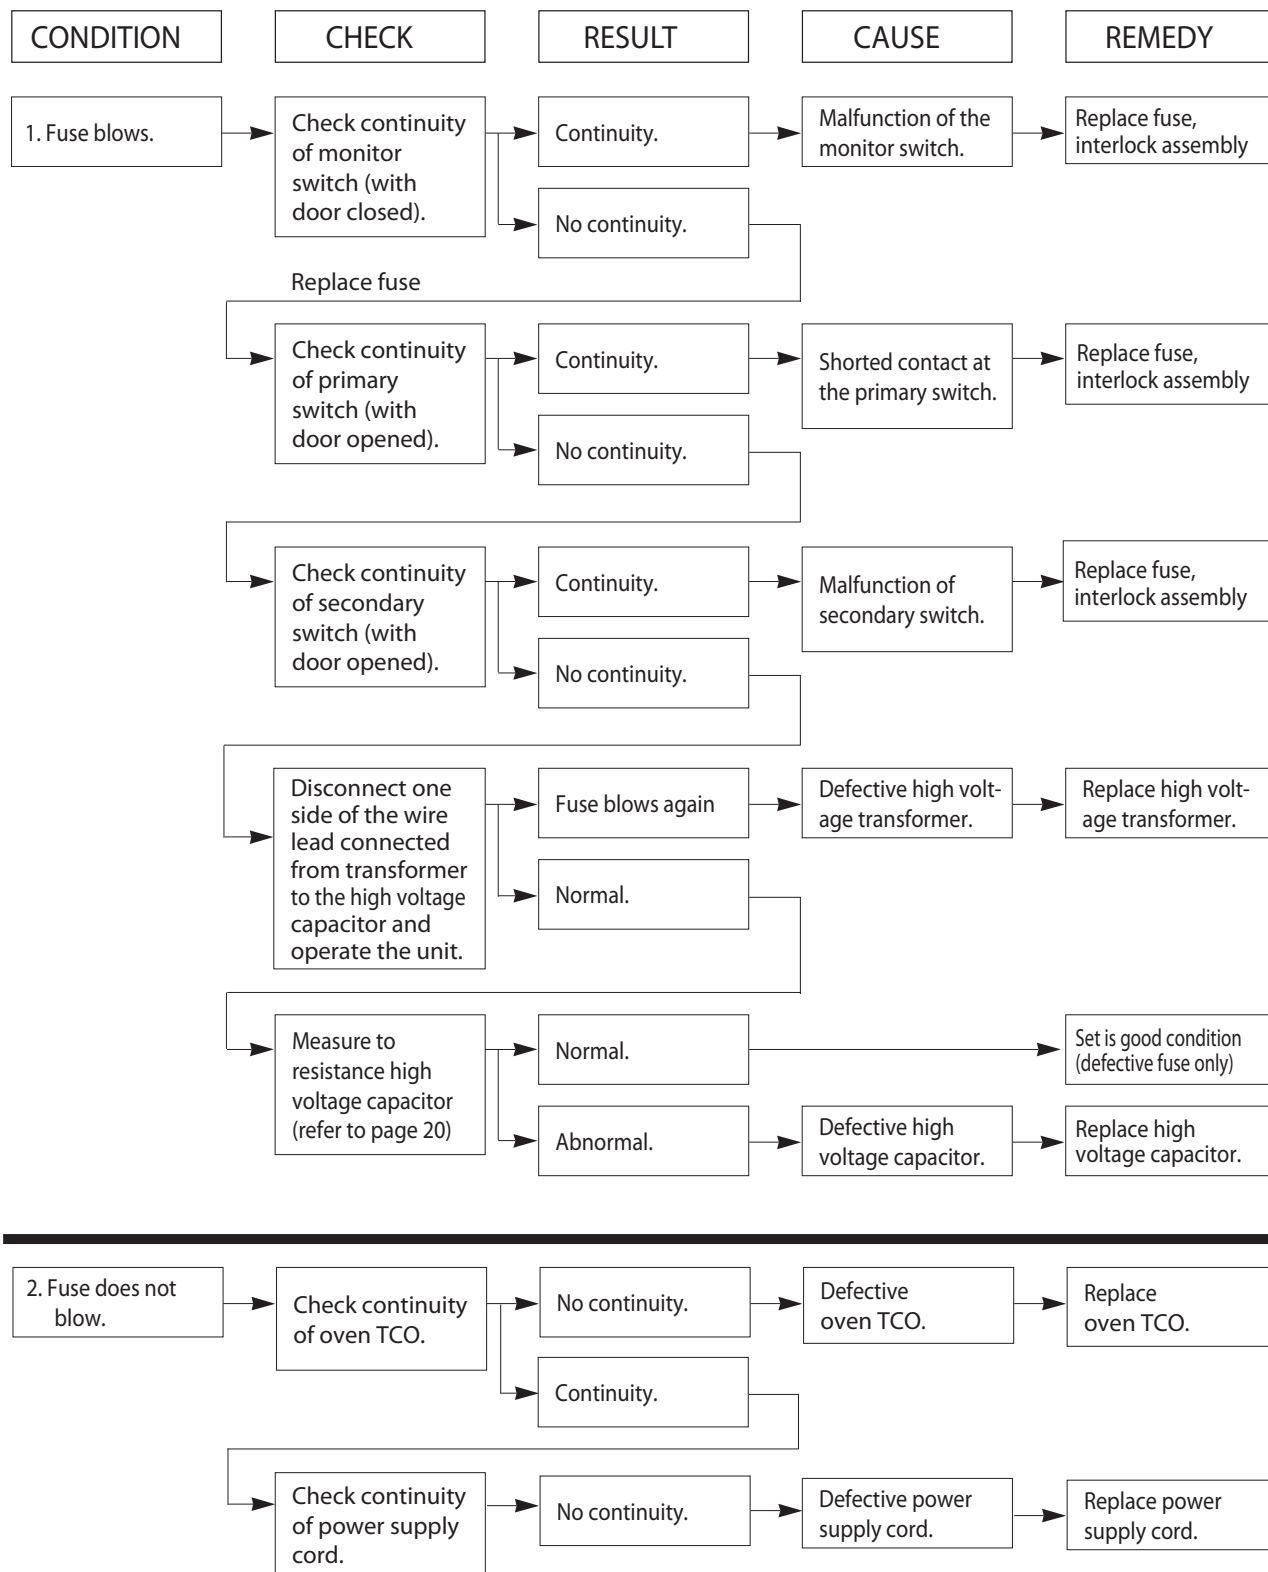 CONDITION
CHECK
RESULT
CAUSE
REMEDY
1. Fuse blows.
Check continuity
of monitor
switch (with
door closed).
Continuity.
Malfunction of the
monitor switch.
Replace fuse,
interlock assembly
No continuity.
Replace fuse
Check continuity
of primary
switch (with
door opened).
Continuity.
Shorted contact at
the primary switch.
Replace fuse,
interlock assembly
No continuity.
Check continuity
of secondary
switch (with
door opened).
Continuity.
Malfunction of
secondary switch.
Replace fuse,
interlock assembly
No continuity.
Disconnect one
side of the wire
lead connected
from transformer
to the high voltage
capacitor and
operate the unit.
Fuse blows again
Defective high volt-
age transformer.
Replace high volt-
age transformer.
Normal.
Measure to
resistance high
voltage capacitor
(refer to page 20)
Normal.
Set is good condition
(defective fuse only)
Abnormal.
Defective high
voltage capacitor.
Replace high
voltage capacitor.
2. Fuse does not
blow.
Check continuity
of oven TCO.
No continuity.
Defective
oven TCO.
Replace
oven TCO.
Continuity.
Check continuity
of power supply
cord.
No continuity.
Defective power
supply cord.
Replace power
supply cord.